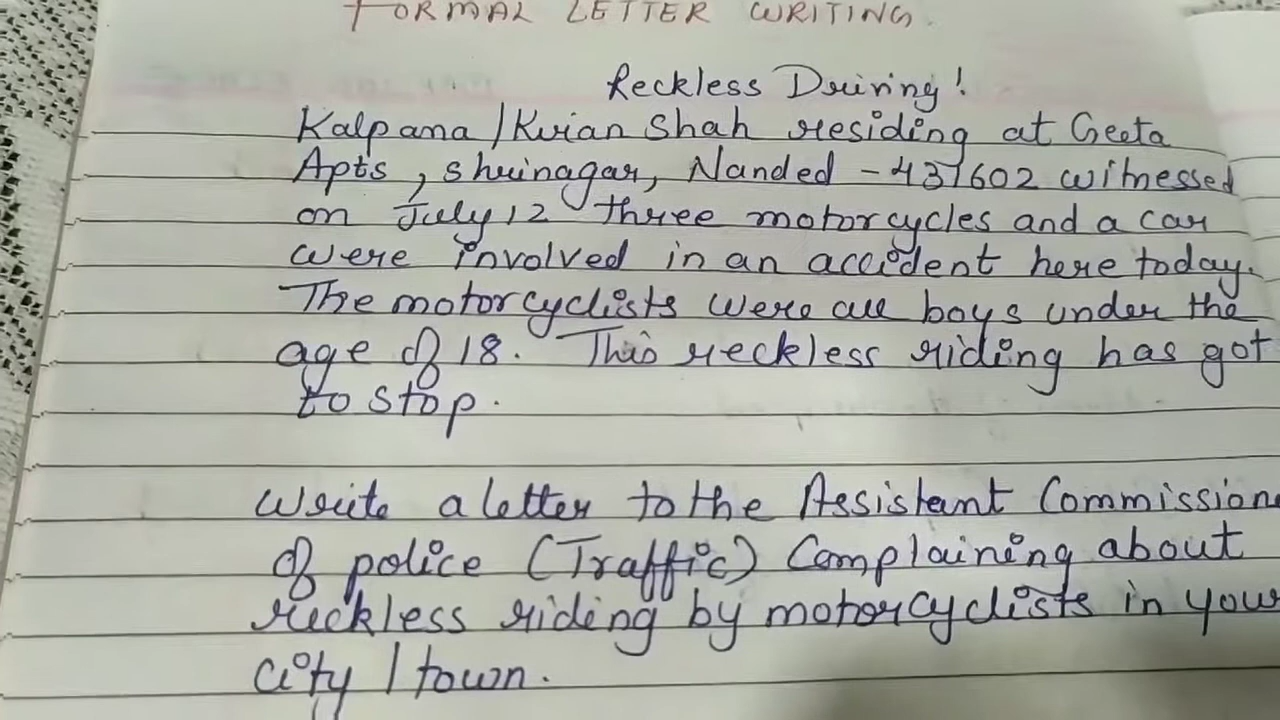 FORMAL LETTER WRITING.
Reckless Driving!
Kalpana / Kiran Shah residing at Geeta
Apts, Shrinagar, Nanded - 431602 witnessed
on July 12 three motorcycles and a car
were involved in an accident here today.
The motorcyclists were all boys under the
age of 18. This reckless riding has got
to stop.
Write a letter to the Assistant Commission
of police (Traffic) Complaining about
reckless riding by motorcyclists in your
city / town.